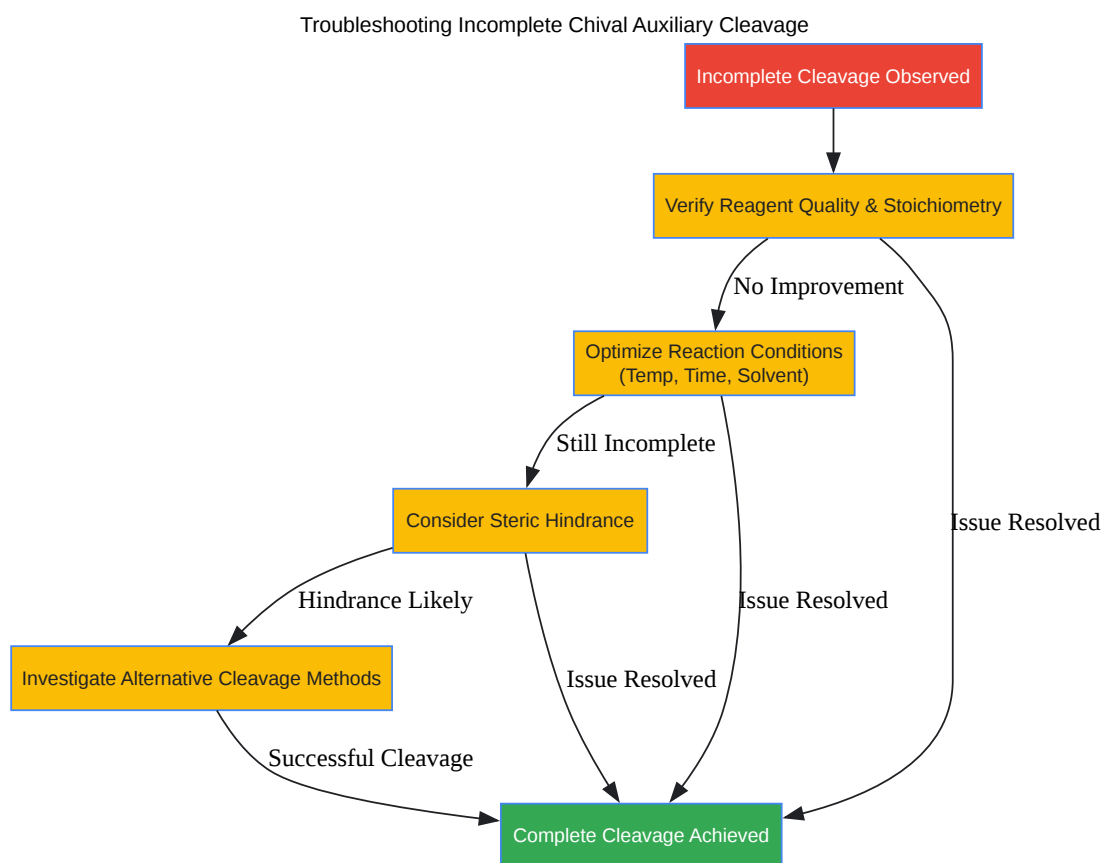 Troubleshooting Incomplete Chival Auxiliary Cleavage
Incomplete Cleavage Observed
Verify Reagent Quality & Stoichiometry
No Improvement
Optimize Reaction Conditions
(Temp, Time, Solvent)
Still Incomplete
Consider Steric Hindrance
Issue Resolved
Hindrance Likely
Issue Resolved
Investigate Alternative Cleavage Methods
Issue Resolved
Successful Cleavage
Complete Cleavage Achieved